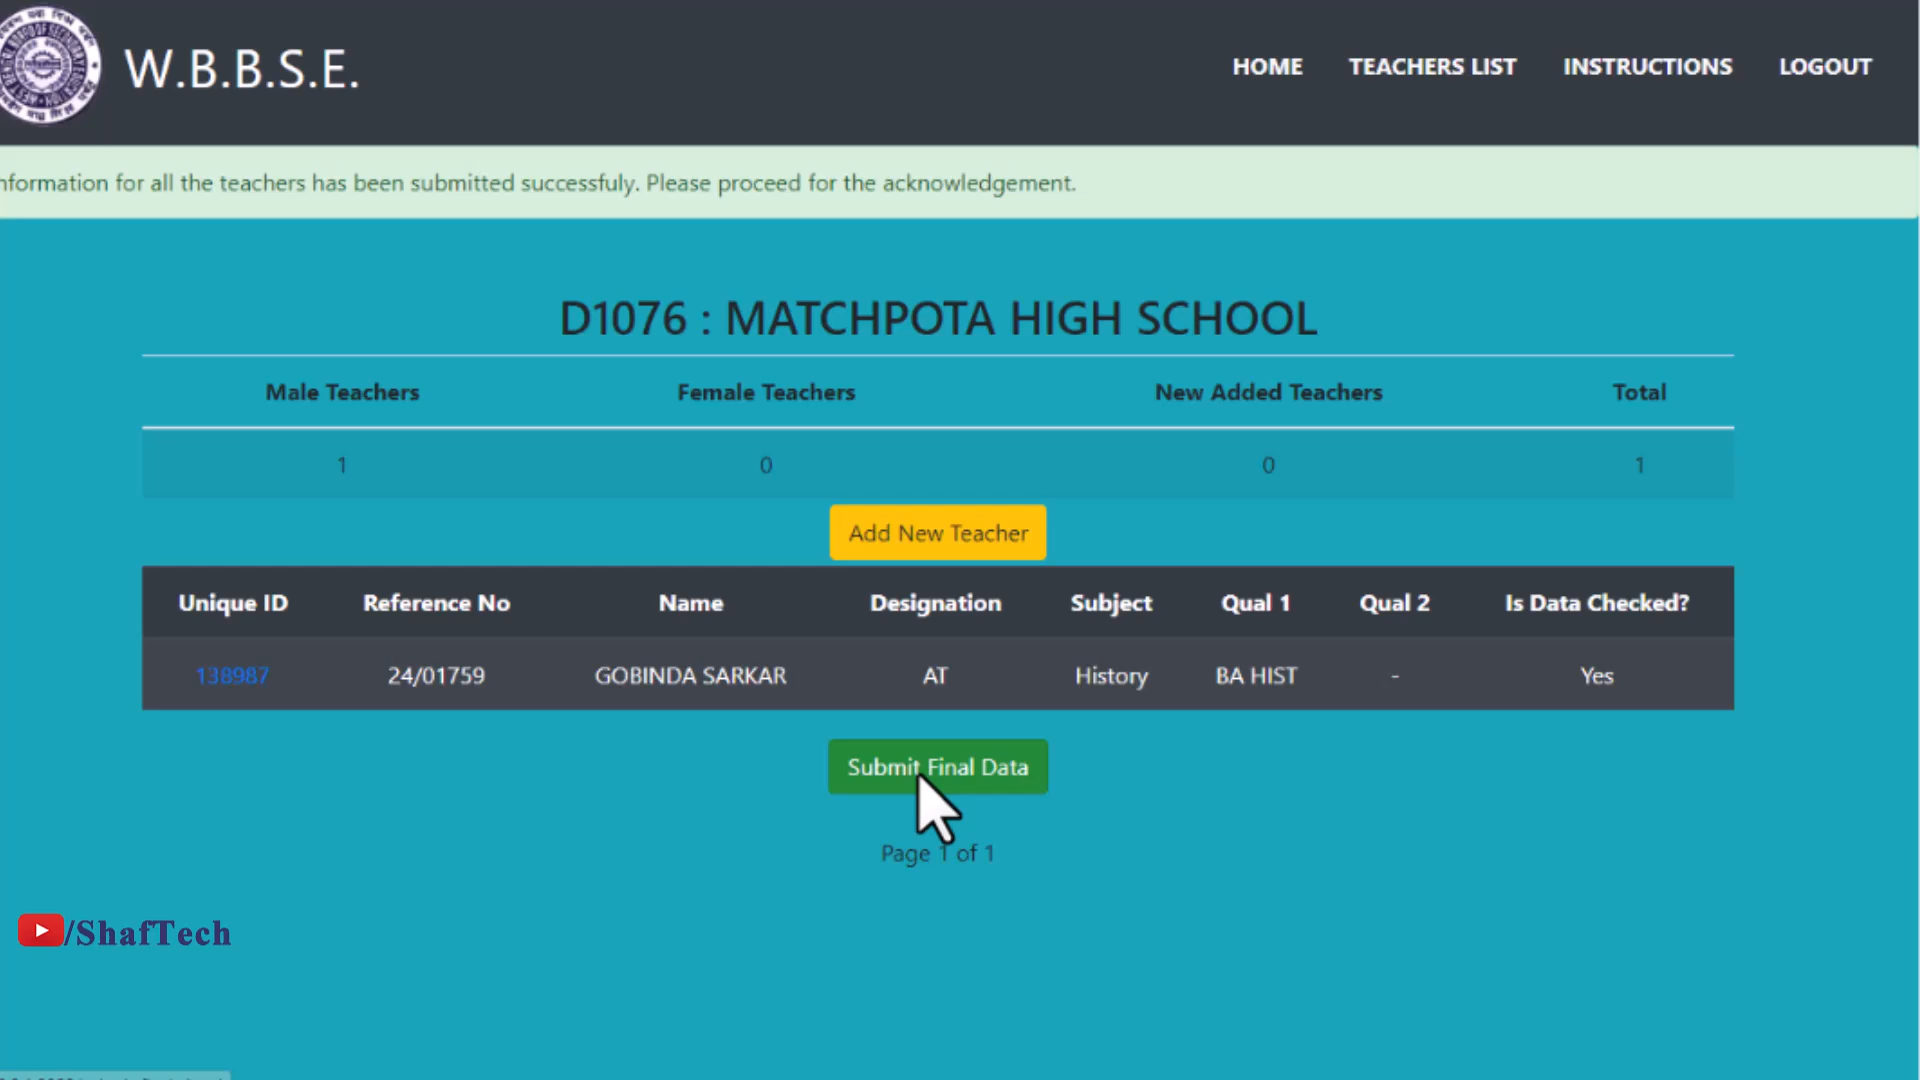 W.B.B.S.E.
HOME TEACHERS LIST INSTRUCTIONS LOGOUT
nformation for all the teachers has been submitted successfuly. Please proceed for the acknowledgement.
D1076 : MATCHPOTA HIGH SCHOOL
Male Teachers Female Teachers New Added Teachers Total
1 0 0 1
Add New Teacher
Unique ID Reference No Name Designation Subject Qual 1 Qual 2 Is Data Checked?
138987 24/01759 GOBINDA SARKAR AT History BA HIST - Yes
Submit Final Data
Page 1 of 1
/ShafTech